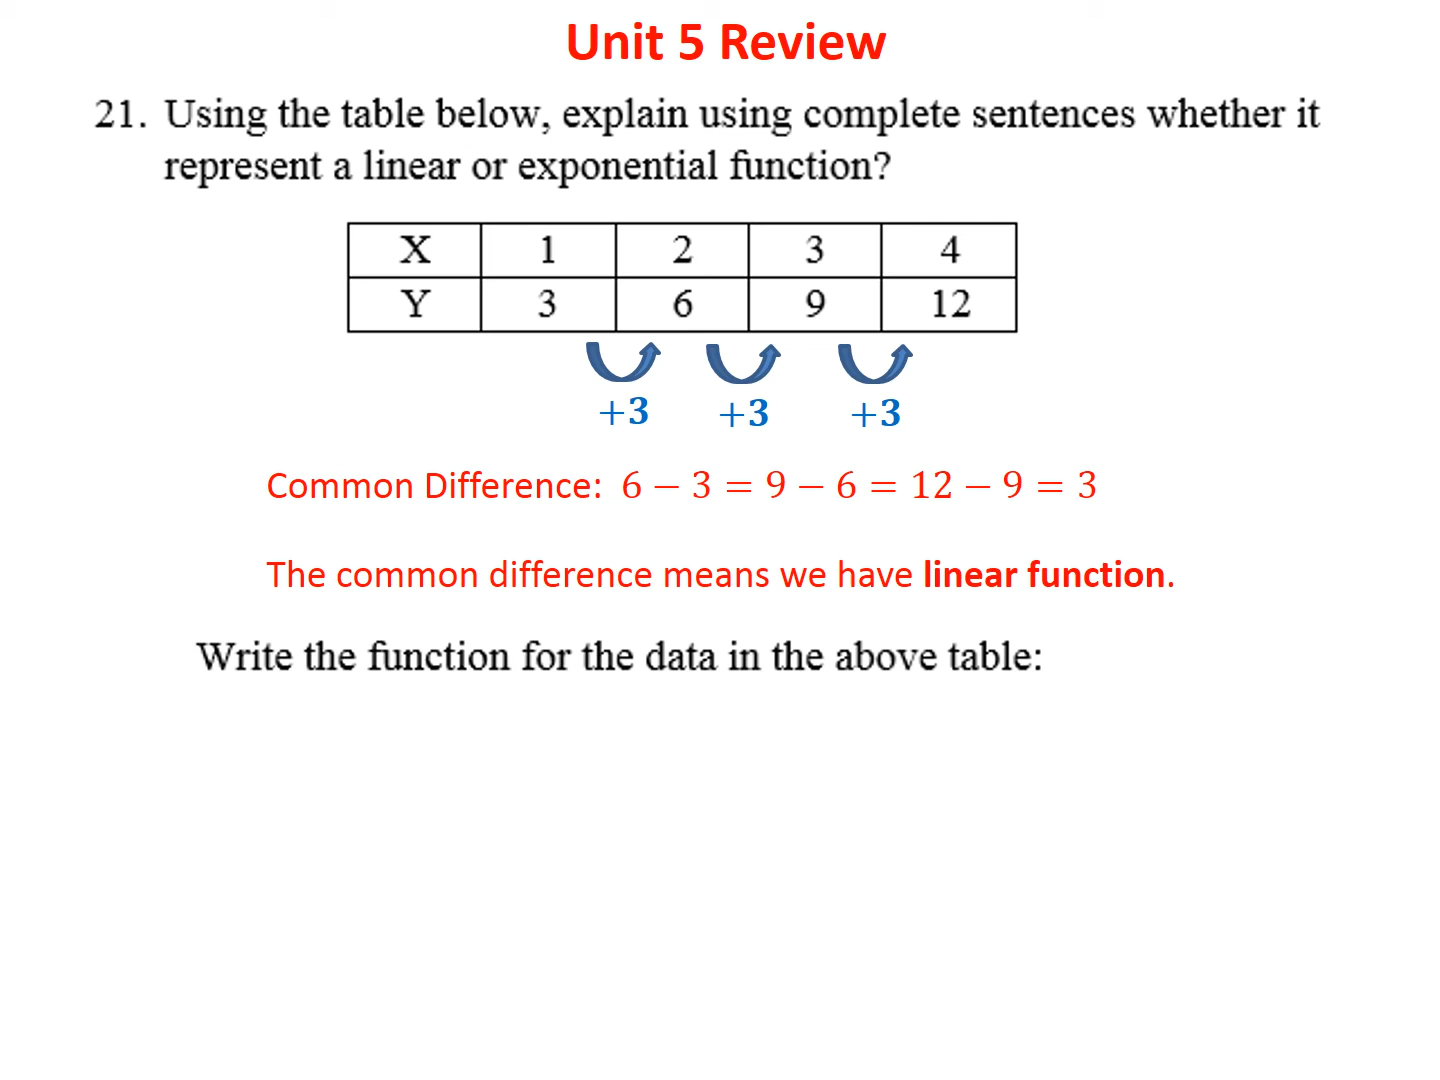 Unit 5 Review
21. Using the table below, explain using complete sentences whether it
represent a linear or exponential function?
X 1 2 3 4
Y 3 6 9 12
+3 +3 +3
Common Difference: 6 − 3 = 9 − 6 = 12 − 9 = 3
The common difference means we have linear function.
Write the function for the data in the above table: